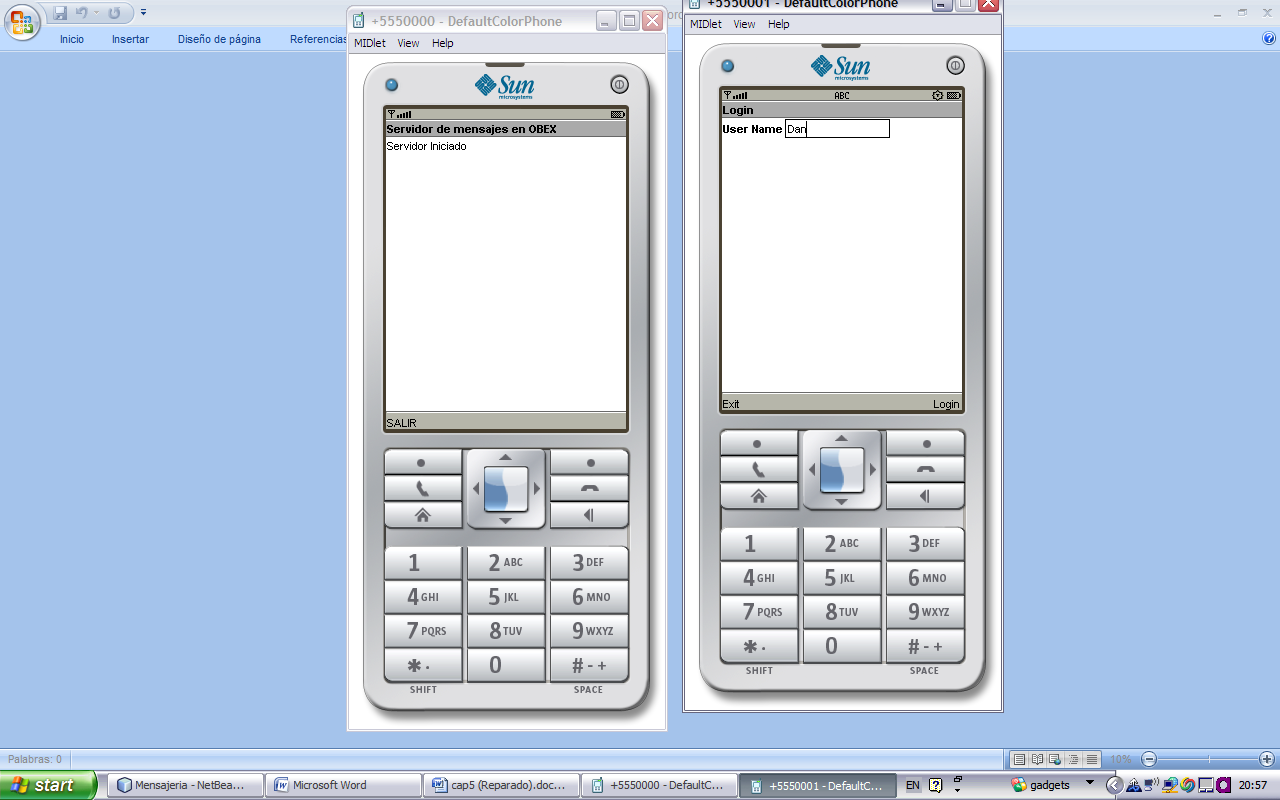 Inicio Insertar Diseño de página Referencias
+5550000 - DefaultColorPhone
MIDlet View Help
Sun
microsystems
Servidor de mensajes en OBEX
Servidor Iniciado
SALIR
1 2 ABC 3 DEF
4 GHI 5 JKL 6 MNO
7 PQRS 8 TUV 9 WXYZ
* . 0 # - +
SHIFT SPACE
+5550001 - DefaultColorPhone
MIDlet View Help
Sun
microsystems
ABC
Login
User Name Dan
Exit Login
1 2 ABC 3 DEF
4 GHI 5 JKL 6 MNO
7 PQRS 8 TUV 9 WXYZ
* . 0 # - +
SHIFT SPACE
Palabras: 0 10%
start Mensajeria - NetBea... Microsoft Word cap5 (Reparado).doc... +5550000 - DefaultC... +5550001 - DefaultC... EN gadgets 20:57